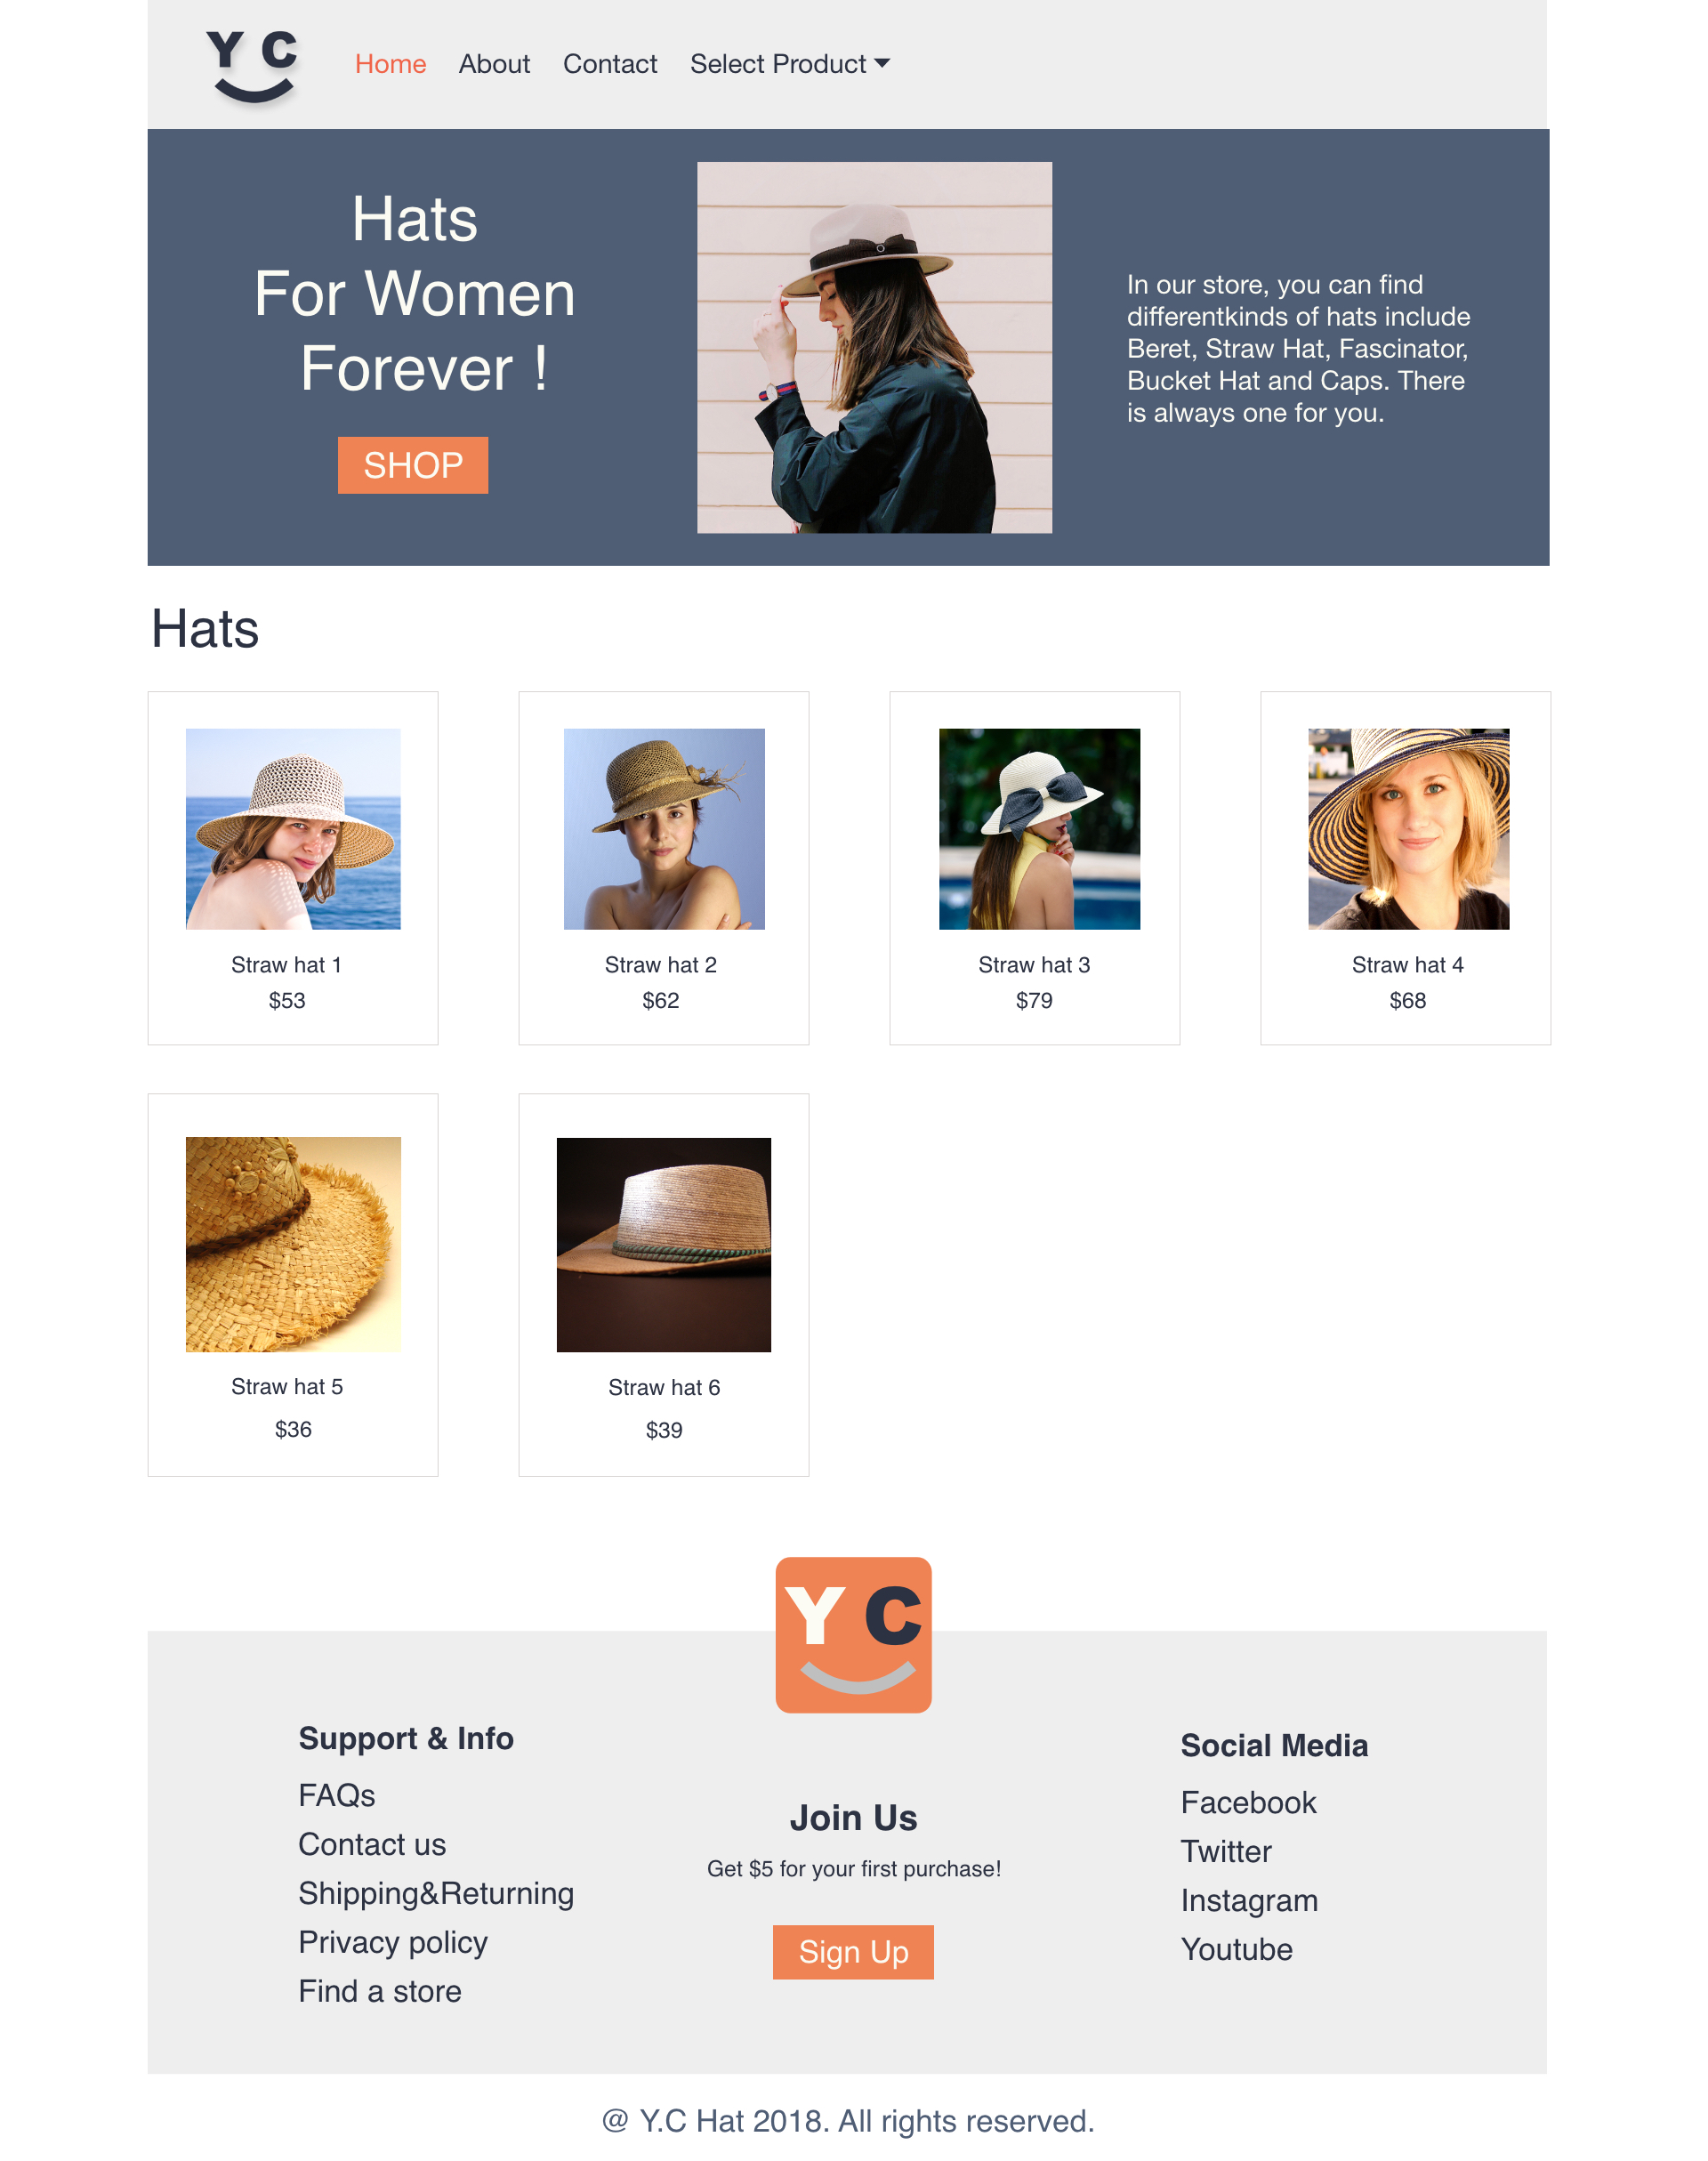 Y C
Home About Contact Select Product
Hats
For Women
Forever !
SHOP
In our store, you can find
differentkinds of hats include
Beret, Straw Hat, Fascinator,
Bucket Hat and Caps. There
is always one for you.
Hats
Straw hat 1
$53
Straw hat 2
$62
Straw hat 3
$79
Straw hat 4
$68
Straw hat 5
$36
Straw hat 6
$39
Y C
Support & Info
FAQs
Contact us
Shipping&Returning
Privacy policy
Find a store
Join Us
Get $5 for your first purchase!
Sign Up
Social Media
Facebook
Twitter
Instagram
Youtube
@ Y.C Hat 2018. All rights reserved.